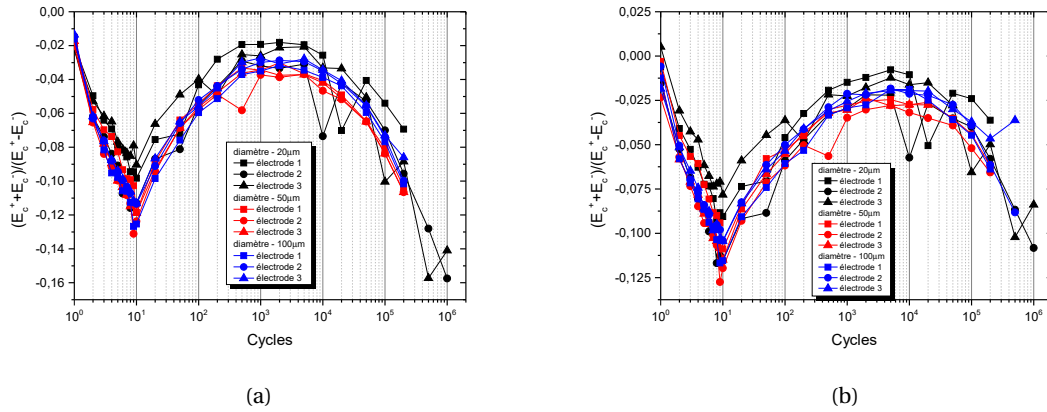 (a)
(b)
0,00
-0,02
-0,04
-0,06
-0,08
-0,10
-0,12
-0,14
-0,16
(E_c^+ + E_c^-)/(E_c^+ - E_c^-)
diamètre - 20µm
électrode 1
électrode 2
électrode 3
diamètre - 50µm
électrode 1
électrode 2
électrode 3
diamètre - 100µm
électrode 1
électrode 2
électrode 3
10^0 10^1 10^2 10^3 10^4 10^5 10^6
Cycles
0,025
0,000
-0,025
-0,050
-0,075
-0,100
-0,125
(E_c^+ + E_c^-)/(E_c^+ - E_c^-)
diamètre - 20µm
électrode 1
électrode 2
électrode 3
diamètre - 50µm
électrode 1
électrode 2
électrode 3
diamètre - 100µm
électrode 1
électrode 2
électrode 3
10^0 10^1 10^2 10^3 10^4 10^5 10^6
Cycles
(a)
(b)